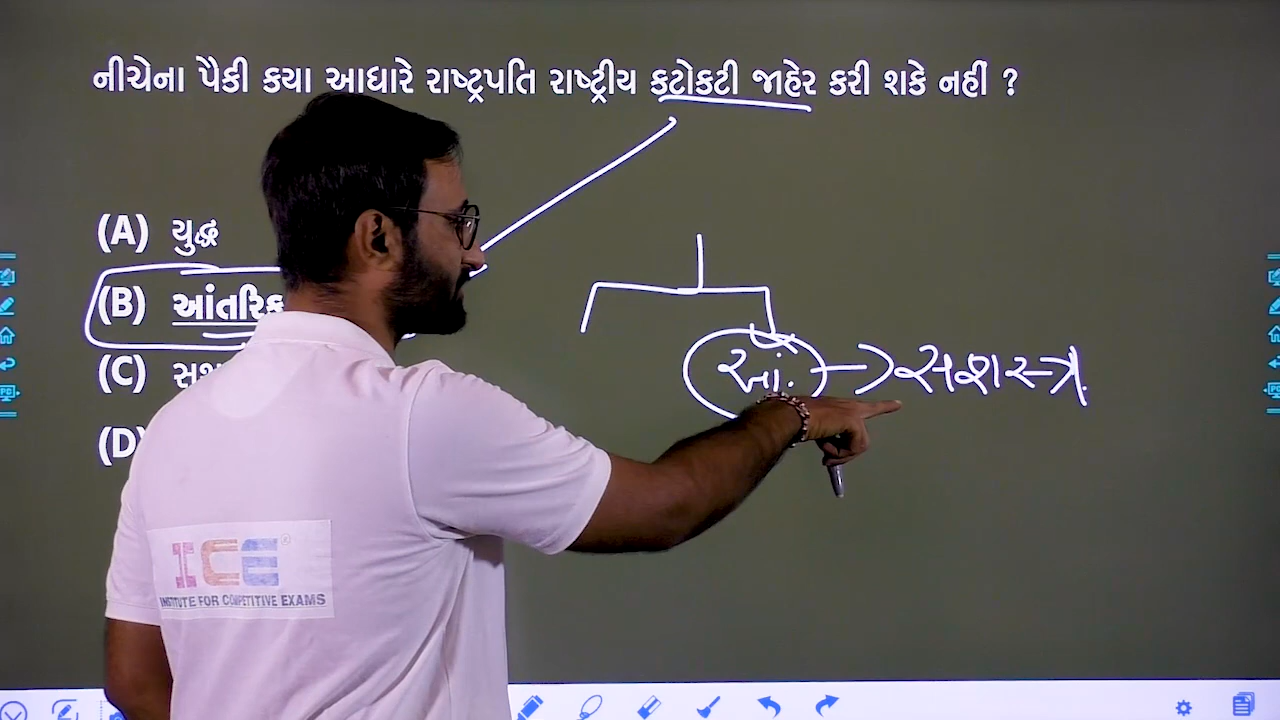 નીચેના પૈકી કયા આધારે રાષ્ટ્રપતિ રાષ્ટ્રીય કટોકટી જાહેર કરી શકે નહીં ?
(A) યુદ્ધ
(B) આંતરિક
(C)
(D)
આં. → સશસ્ત્ર
ICE
INSTITUTE FOR COMPETITIVE EXAMS